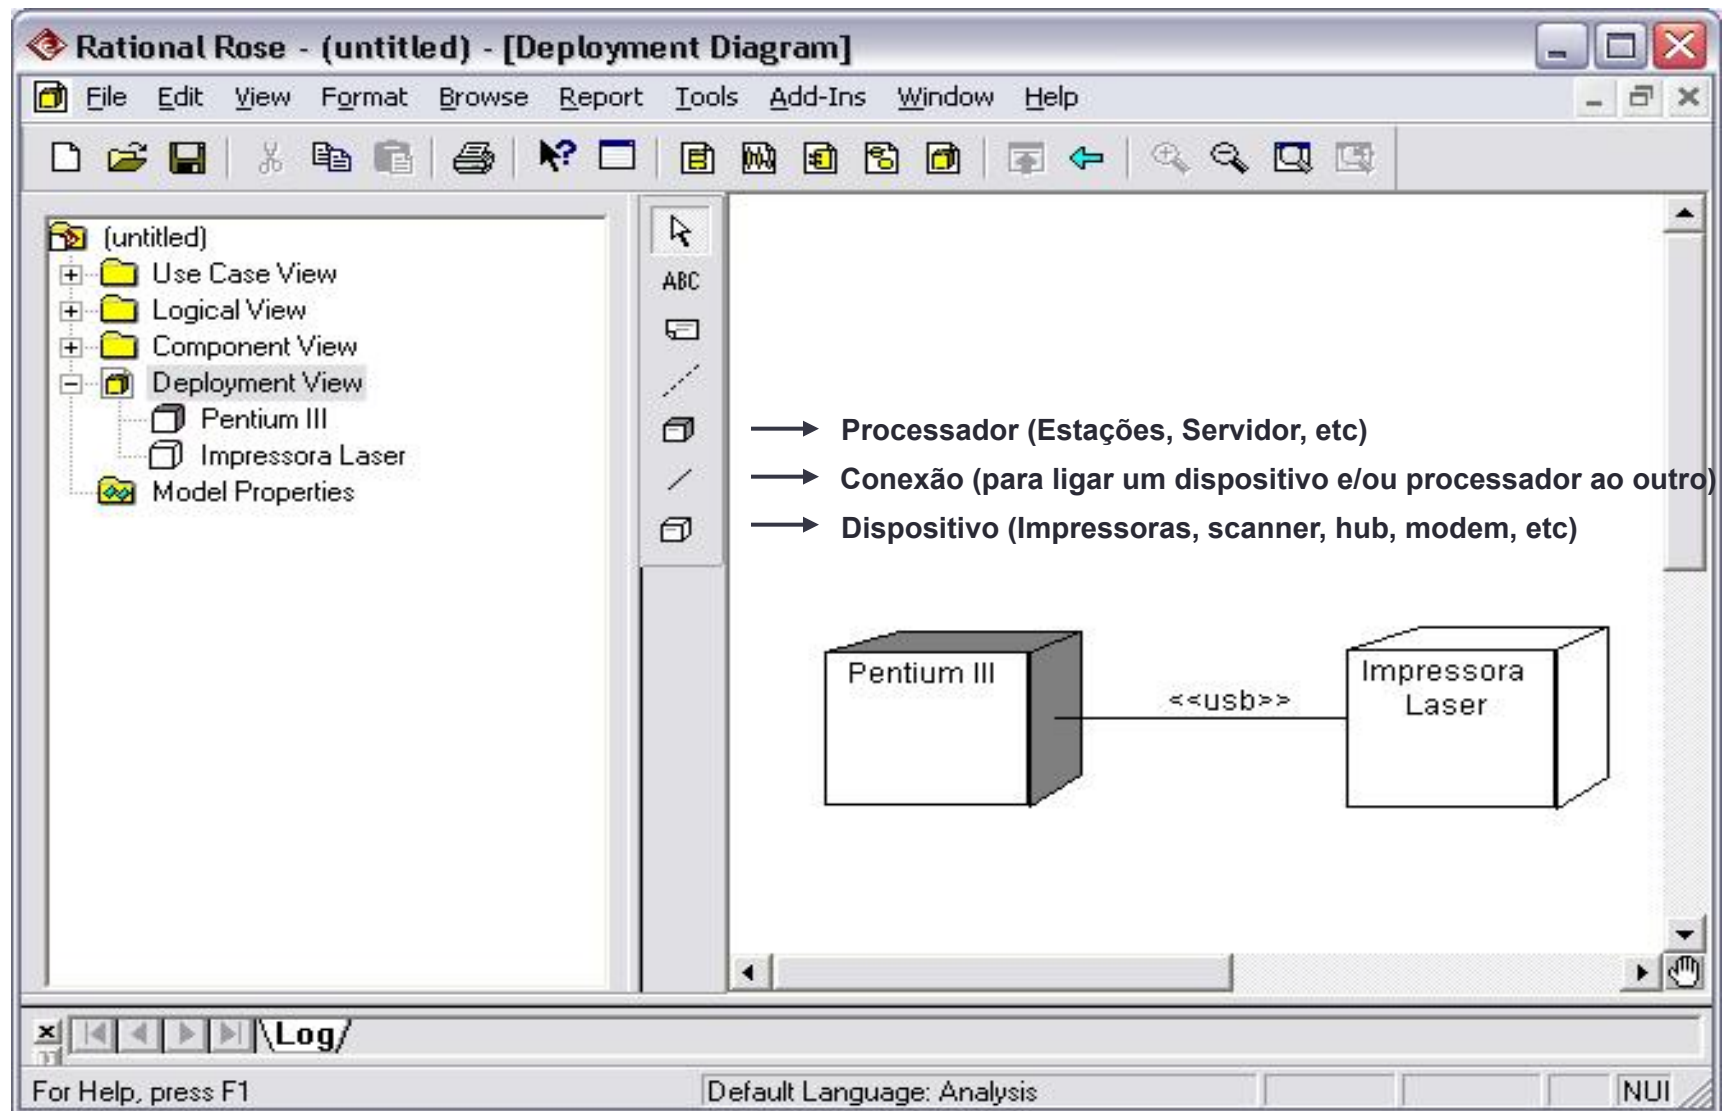 Rational Rose - (untitled) - [Deployment Diagram]
File Edit View Format Browse Report Tools Add-Ins Window Help
(untitled)
Use Case View
Logical View
Component View
Deployment View
Pentium III
Impressora Laser
Model Properties
ABC
Processador (Estações, Servidor, etc)
Conexão (para ligar um dispositivo e/ou processador ao outro)
Dispositivo (Impressoras, scanner, hub, modem, etc)
Pentium III
<<usb>>
Impressora
Laser
Log
For Help, press F1
Default Language: Analysis
NUI